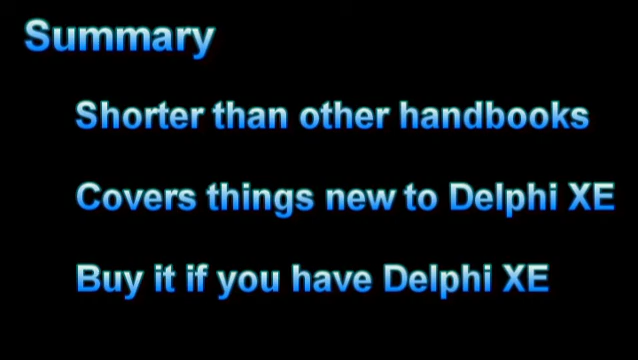 Summary
Shorter than other handbooks
Covers things new to Delphi XE
Buy it if you have Delphi XE